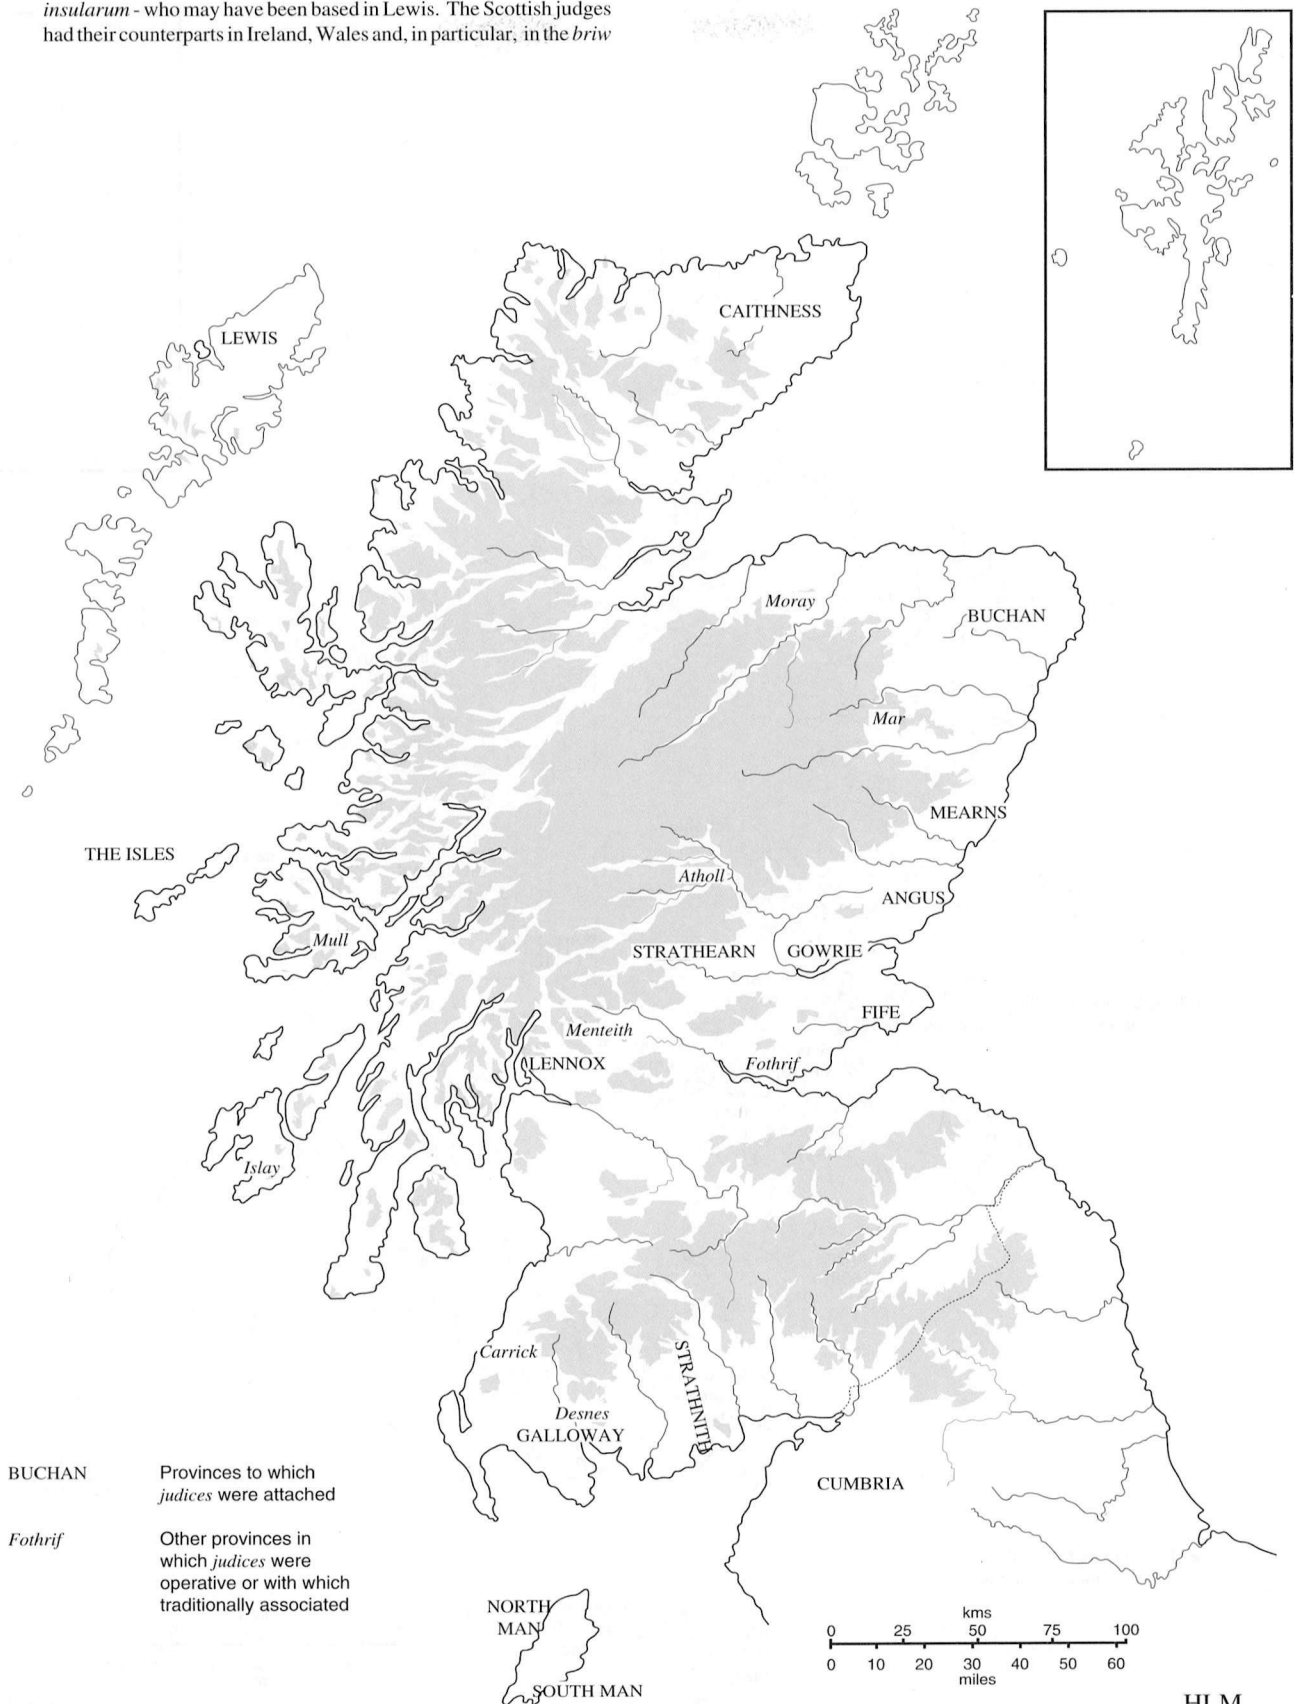 insularum - who may have been based in Lewis. The Scottish judges
had their counterparts in Ireland, Wales and, in particular, in the briw
CAITHNESS
LEWIS
Moray
BUCHAN
Mar
MEARNS
THE ISLES
Atholl
ANGUS
Mull
STRATHEARN
GOWRIE
FIFE
Menteith
LENNOX
Fothrif
Islay
Carrick
STRATHNITH
Desnes
GALLOWAY
CUMBRIA
BUCHAN
Provinces to which
judices were attached
Fothrif
Other provinces in
which judices were
operative or with which
traditionally associated
NORTH
MAN
SOUTH MAN
kms
0 25 50 75 100
0 10 20 30 40 50 60
miles